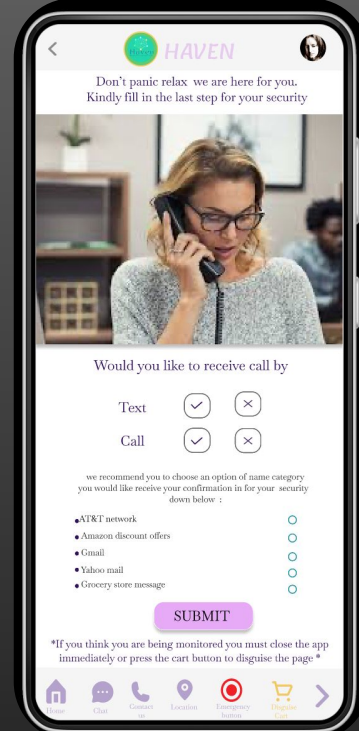 HAVEN
Don't panic relax we are here for you.
Kindly fill in the last step for your security
Would you like to receive call by
Text
Call
we recommend you to choose an option of name category
you would like receive your confirmation in for your security
down below :
AT&T network
Amazon discount offers
Gmail
Yahoo mail
Grocery store message
SUBMIT
*If you think you are being monitored you must close the app
immediately or press the cart button to disguise the page *
Home Chat Contact us Location Emergency button Disguise Cart